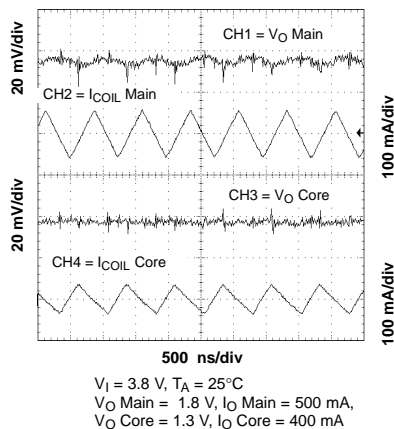 CH1 = VO Main
20 mV/div
CH2 = ICOIL Main
100 mA/div
CH3 = VO Core
20 mV/div
CH4 = ICOIL Core
100 mA/div
500 ns/div
VI = 3.8 V, TA = 25°C
VO Main = 1.8 V, IO Main = 500 mA,
VO Core = 1.3 V, IO Core = 400 mA